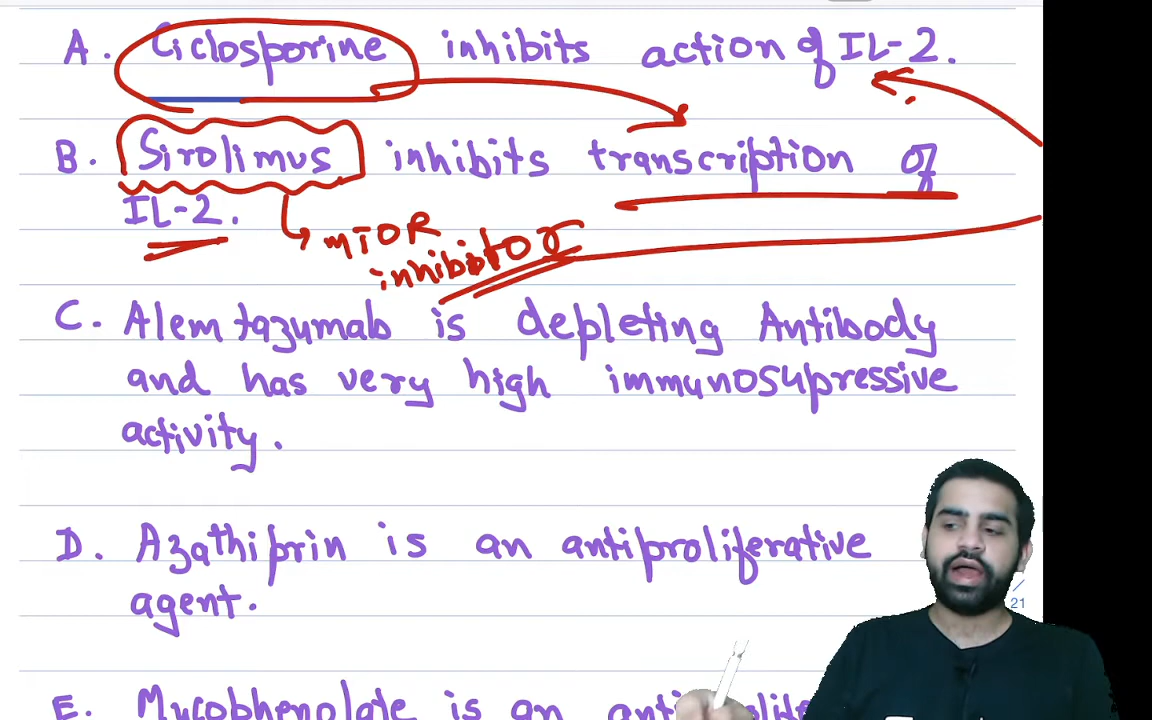 A. Ciclosporine inhibits action of IL-2.
B. Sirolimus inhibits transcription of
IL-2.
mTOR
inhibitor
C. Alemtazumab is depleting Antibody
and has very high immunosupressive
activity.
D. Azathiprin is an antiproliferative
agent.
21
E. Mycophenolate is an